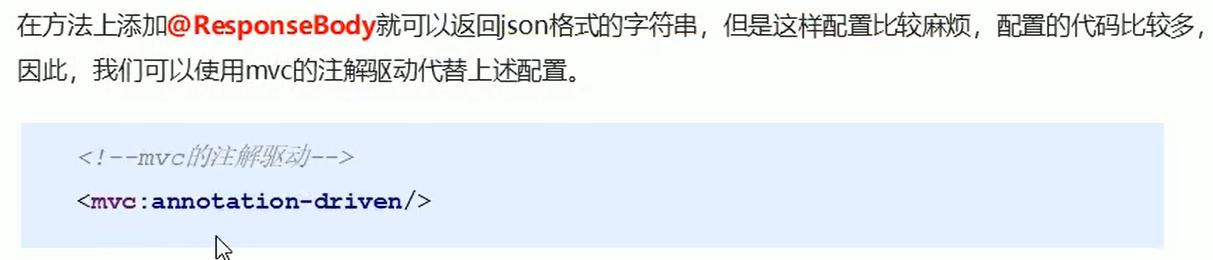 在方法上添加@ResponseBody就可以返回json格式的字符串，但是这样配置比较麻烦，配置的代码比较多，
因此，我们可以使用mvc的注解驱动代替上述配置。
<!--mvc的注解驱动-->
<mvc:annotation-driven/>